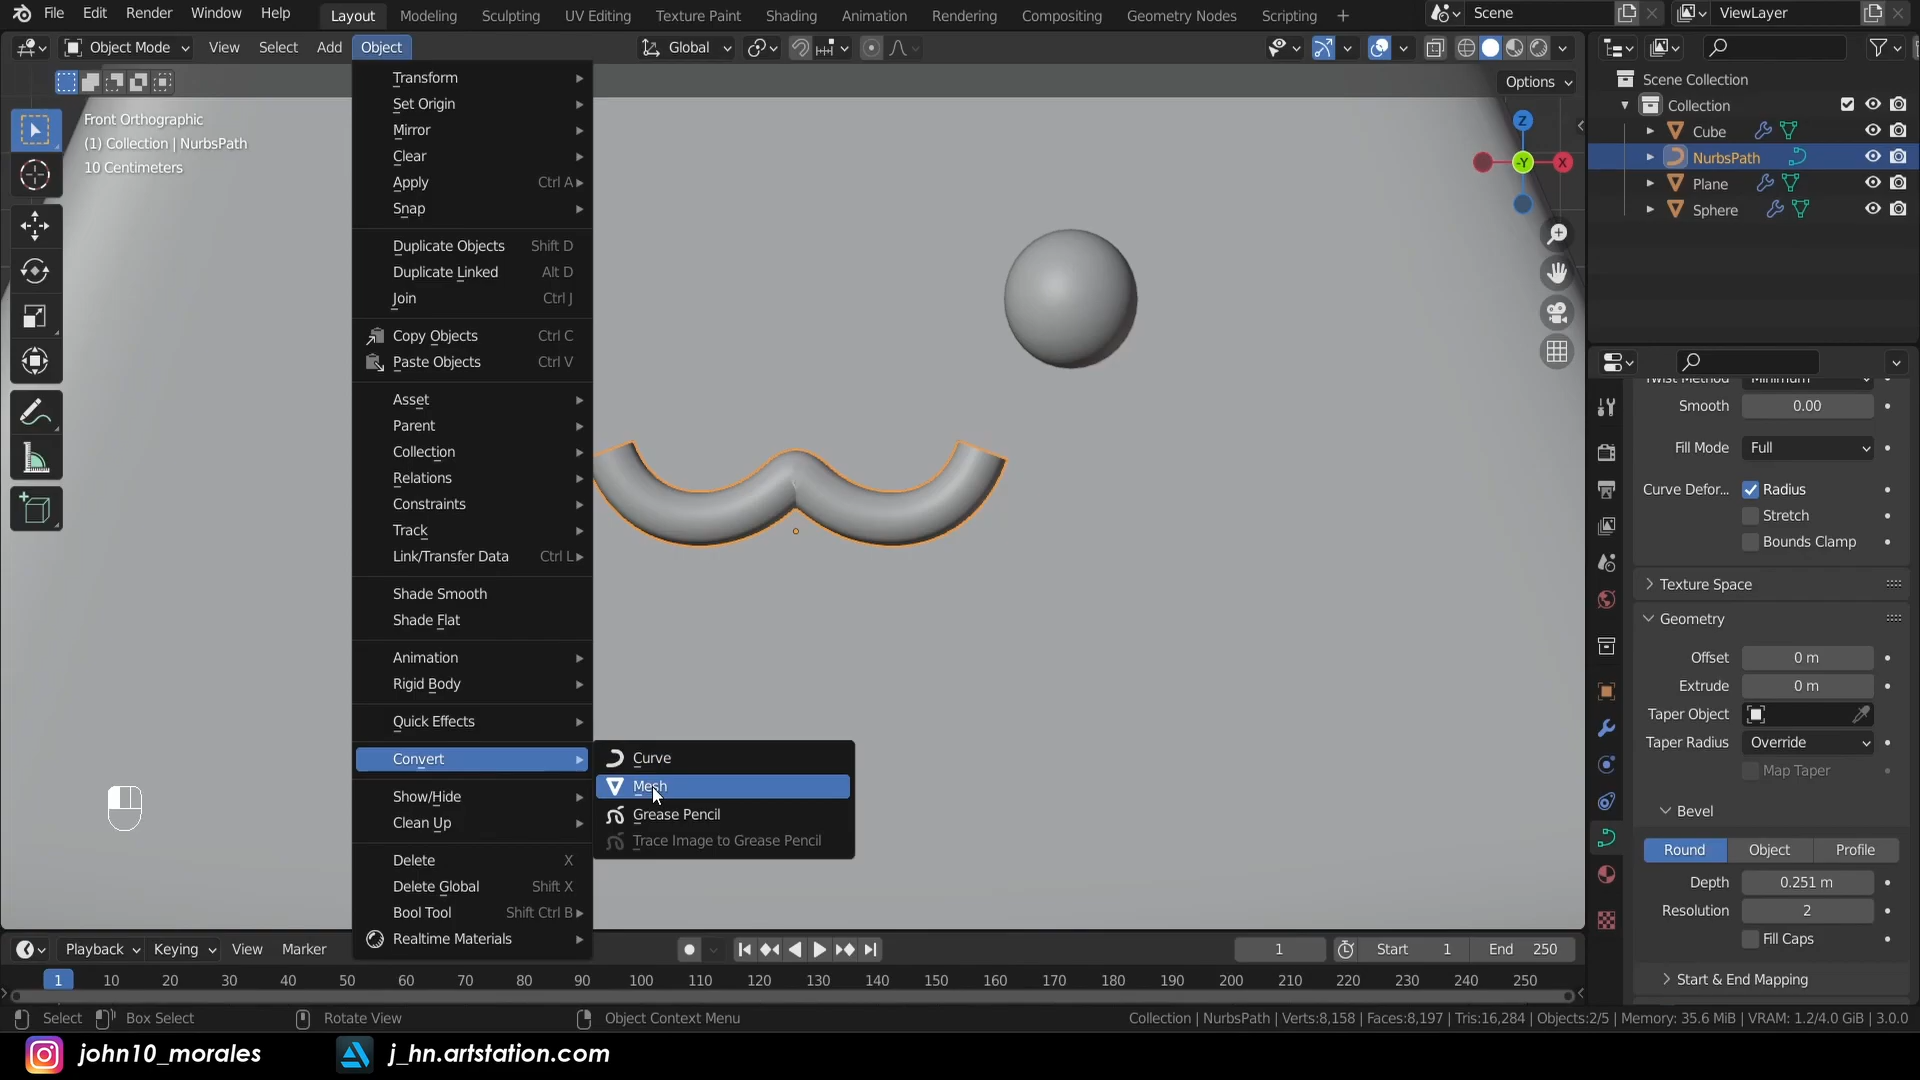 File Edit Render Window Help Layout Modeling Sculpting UV Editing Texture Paint Shading Animation Rendering Compositing Geometry Nodes Scripting + Scene ViewLayer
Object Mode View Select Add Object Global
Options
Front Orthographic
(1) Collection | NurbsPath
10 Centimeters
Transform
Set Origin
Mirror
Clear
Apply Ctrl A
Snap
Duplicate Objects Shift D
Duplicate Linked Alt D
Join Ctrl J
Copy Objects Ctrl C
Paste Objects Ctrl V
Asset
Parent
Collection
Relations
Constraints
Track
Link/Transfer Data Ctrl L
Shade Smooth
Shade Flat
Animation
Rigid Body
Quick Effects
Convert
Show/Hide
Clean Up
Delete X
Delete Global Shift X
Bool Tool Shift Ctrl B
Realtime Materials
Curve
Mesh
Grease Pencil
Trace Image to Grease Pencil
Z
-Y
X
Scene Collection
Collection
Cube
NurbsPath
Plane
Sphere
Twist Method Minimum
Smooth 0.00
Fill Mode Full
Curve Defor... Radius
Stretch
Bounds Clamp
Texture Space
Geometry
Offset 0 m
Extrude 0 m
Taper Object
Taper Radius Override
Map Taper
Bevel
Round Object Profile
Depth 0.251 m
Resolution 2
Fill Caps
Start & End Mapping
Playback Keying View Marker 1 Start 1 End 250
1 10 20 30 40 50 60 70 80 90 100 110 120 130 140 150 160 170 180 190 200 210 220 230 240 250
Select Box Select Rotate View Object Context Menu Collection | NurbsPath | Verts:8,158 | Faces:8,197 | Tris:16,284 | Objects:2/5 | Memory: 35.6 MiB | VRAM: 1.2/4.0 GiB | 3.0.0
john10_morales j_hn.artstation.com